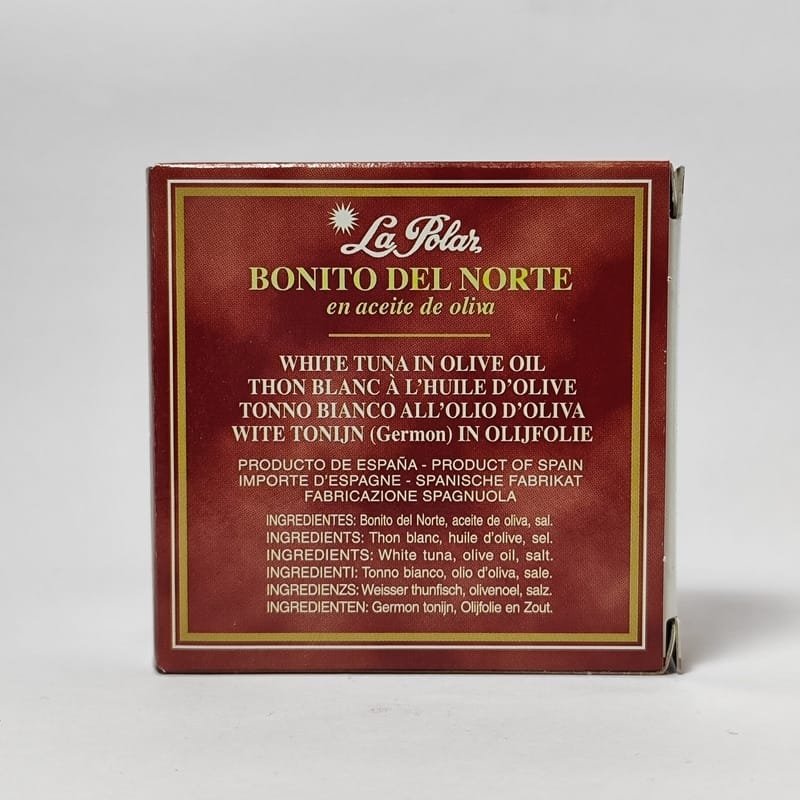 La Polar
BONITO DEL NORTE
en aceite de oliva
WHITE TUNA IN OLIVE OIL
THON BLANC À L'HUILE D'OLIVE
TONNO BIANCO ALL'OLIO D'OLIVA
WITE TONIJN (Germon) IN OLIJFOLIE
PRODUCTO DE ESPAÑA - PRODUCT OF SPAIN
IMPORTE D'ESPAGNE - SPANISCHE FABRIKAT
FABRICAZIONE SPAGNUOLA
INGREDIENTES: Bonito del Norte, aceite de oliva, sal.
INGREDIENTS: Thon blanc, huile d'olive, sel.
INGREDIENTS: White tuna, olive oil, salt.
INGREDIENTI: Tonno bianco, olio d'oliva, sale.
INGREDIENZS: Weisser thunfisch, olivenoel, salz.
INGREDIENTEN: Germon tonijn, Olijfolie en Zout.